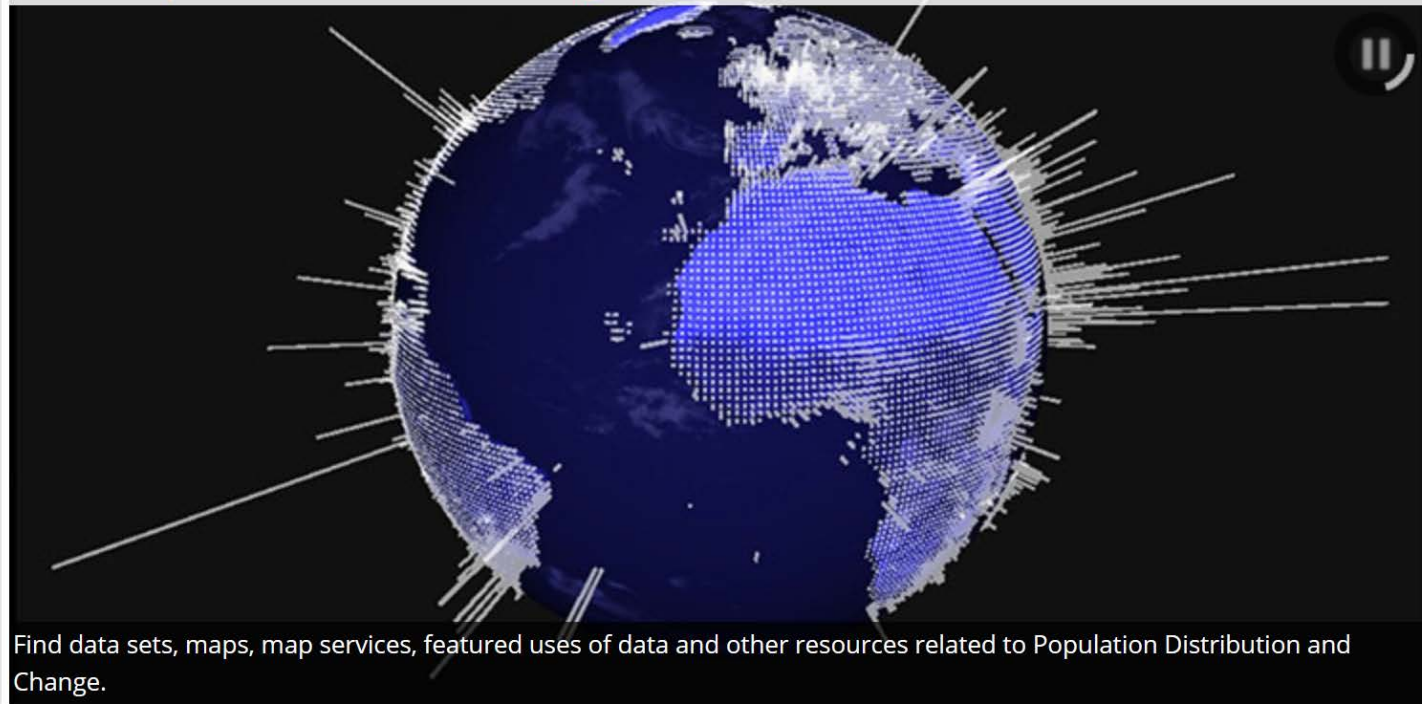 Find data sets, maps, map services, featured uses of data and other resources related to Population Distribution and
Change.